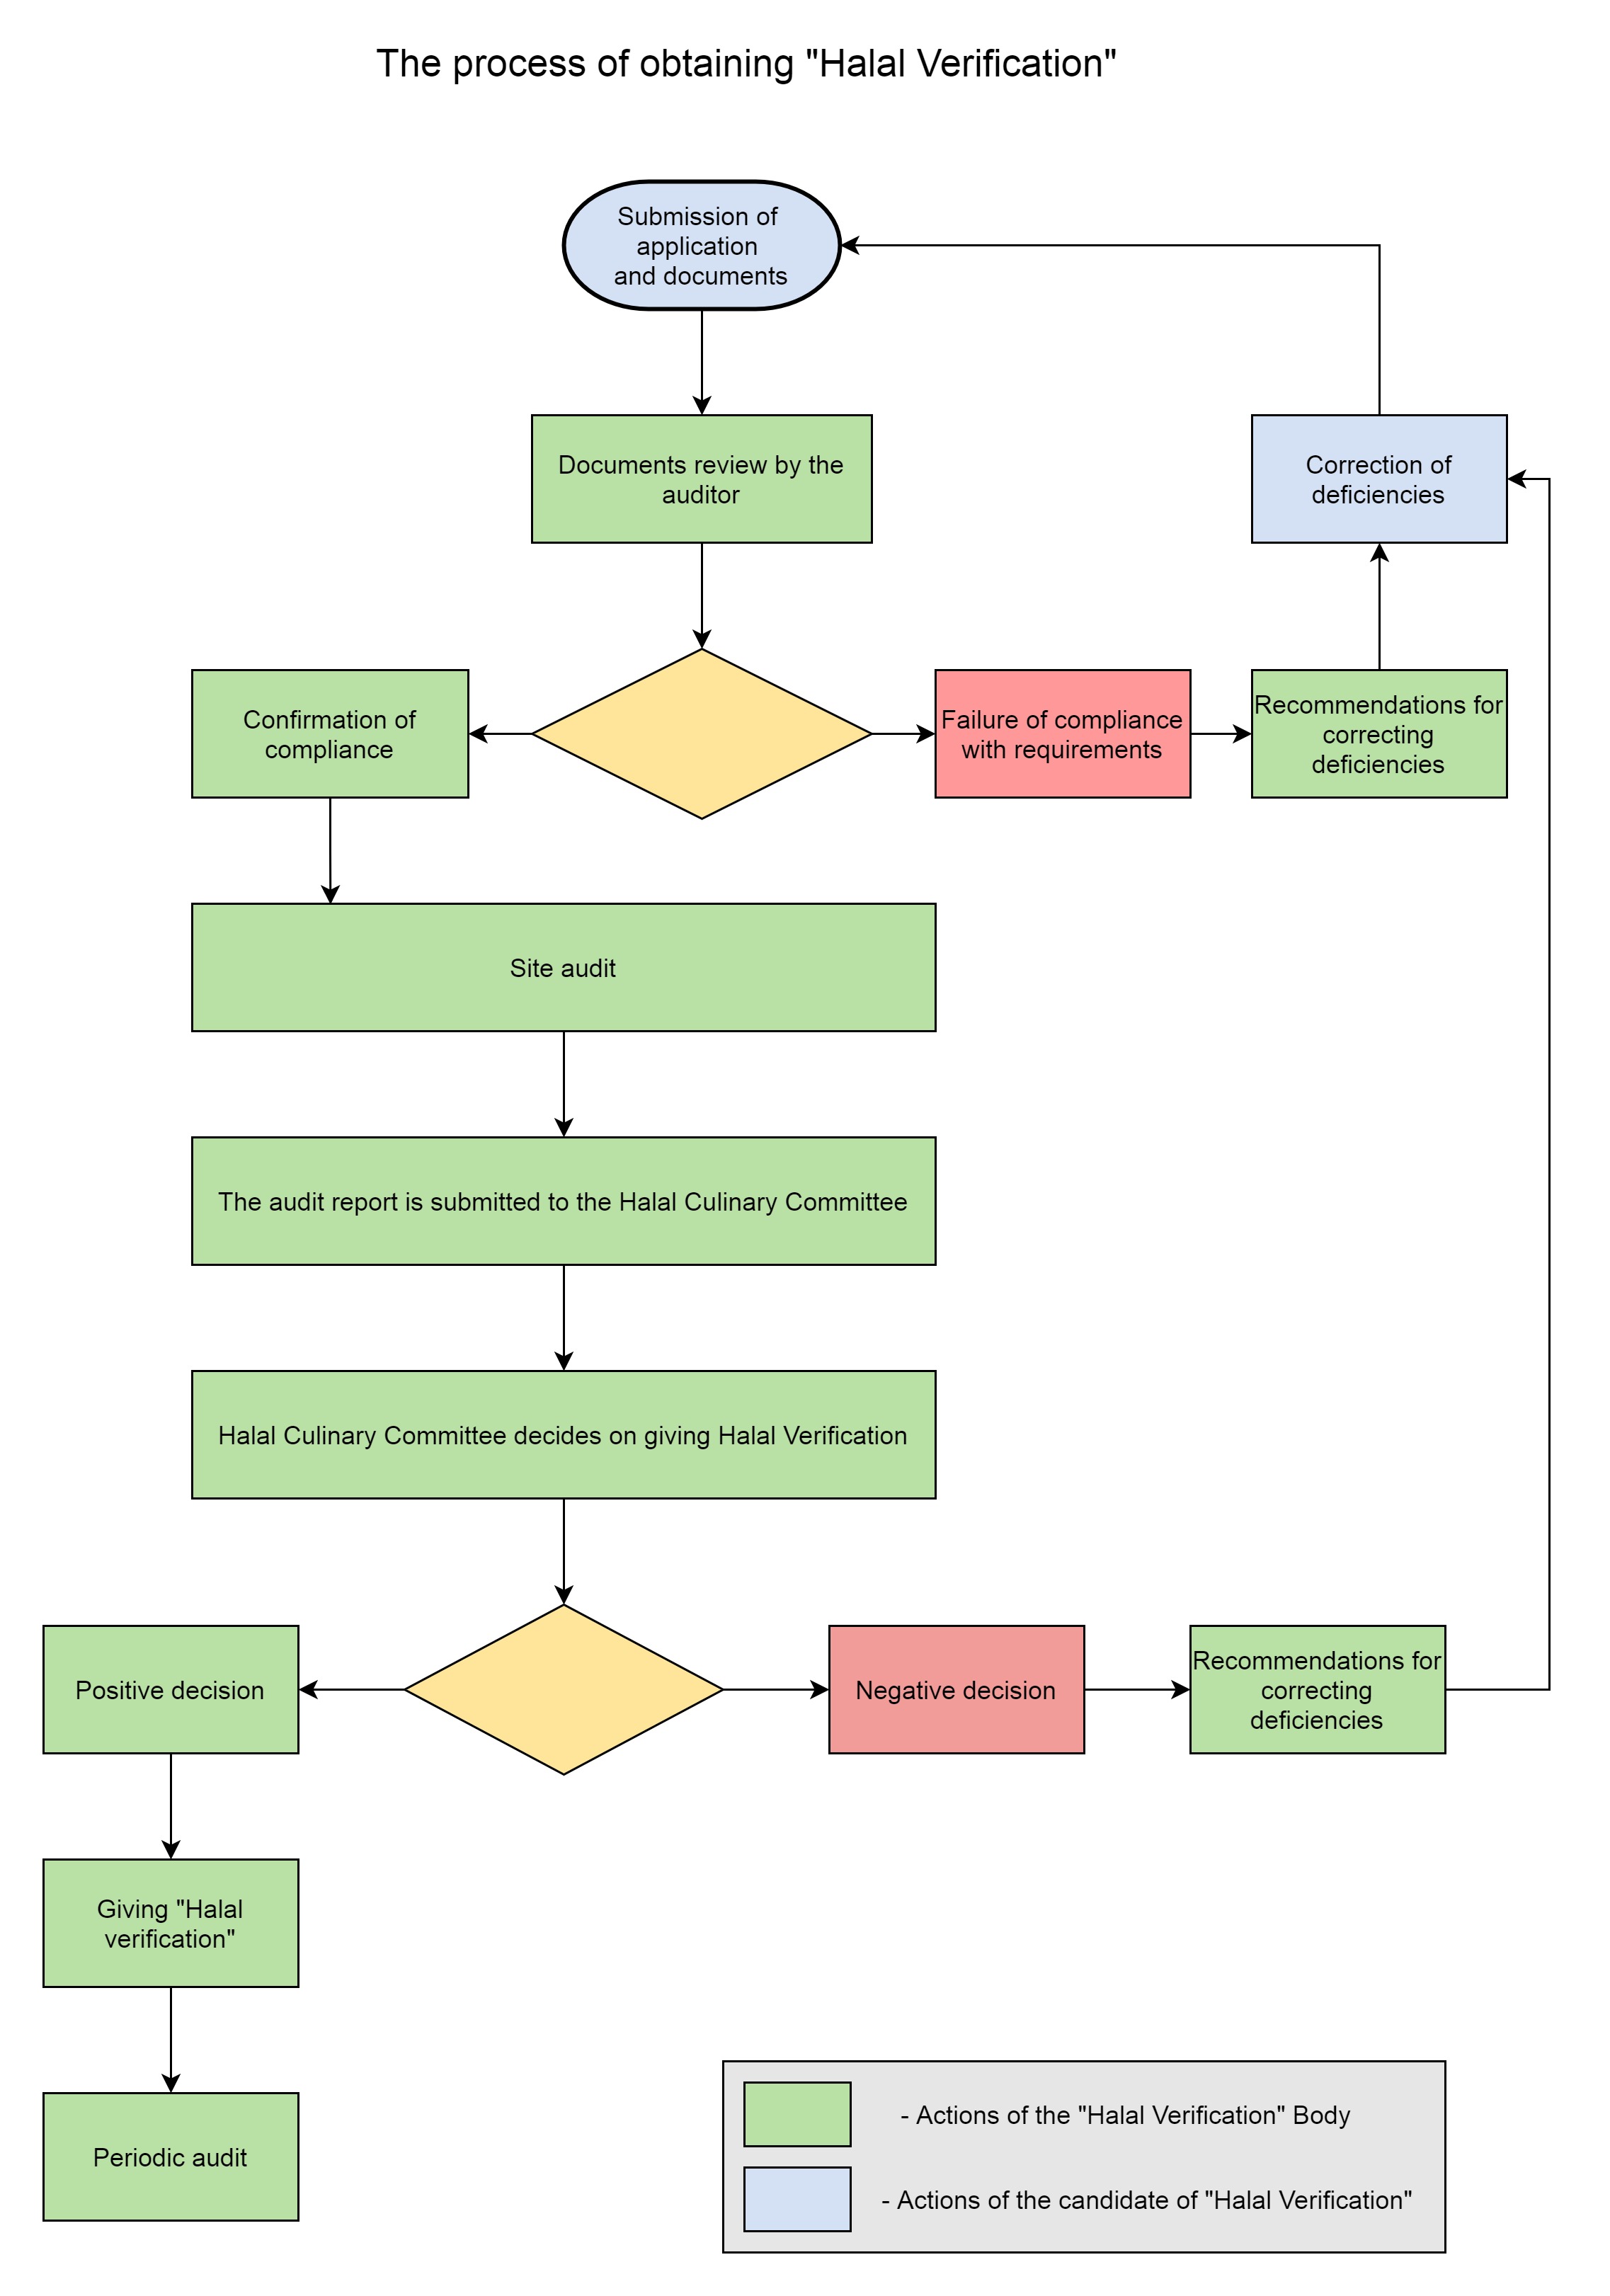 The process of obtaining "Halal Verification"
Submission of
application
and documents
Documents review by the
auditor
Correction of
deficiencies
Confirmation of
compliance
Failure of compliance
with requirements
Recommendations for
correcting
deficiencies
Site audit
The audit report is submitted to the Halal Culinary Committee
Halal Culinary Committee decides on giving Halal Verification
Positive decision
Negative decision
Recommendations for
correcting
deficiencies
Giving "Halal
verification"
Periodic audit
- Actions of the "Halal Verification" Body
- Actions of the candidate of "Halal Verification"